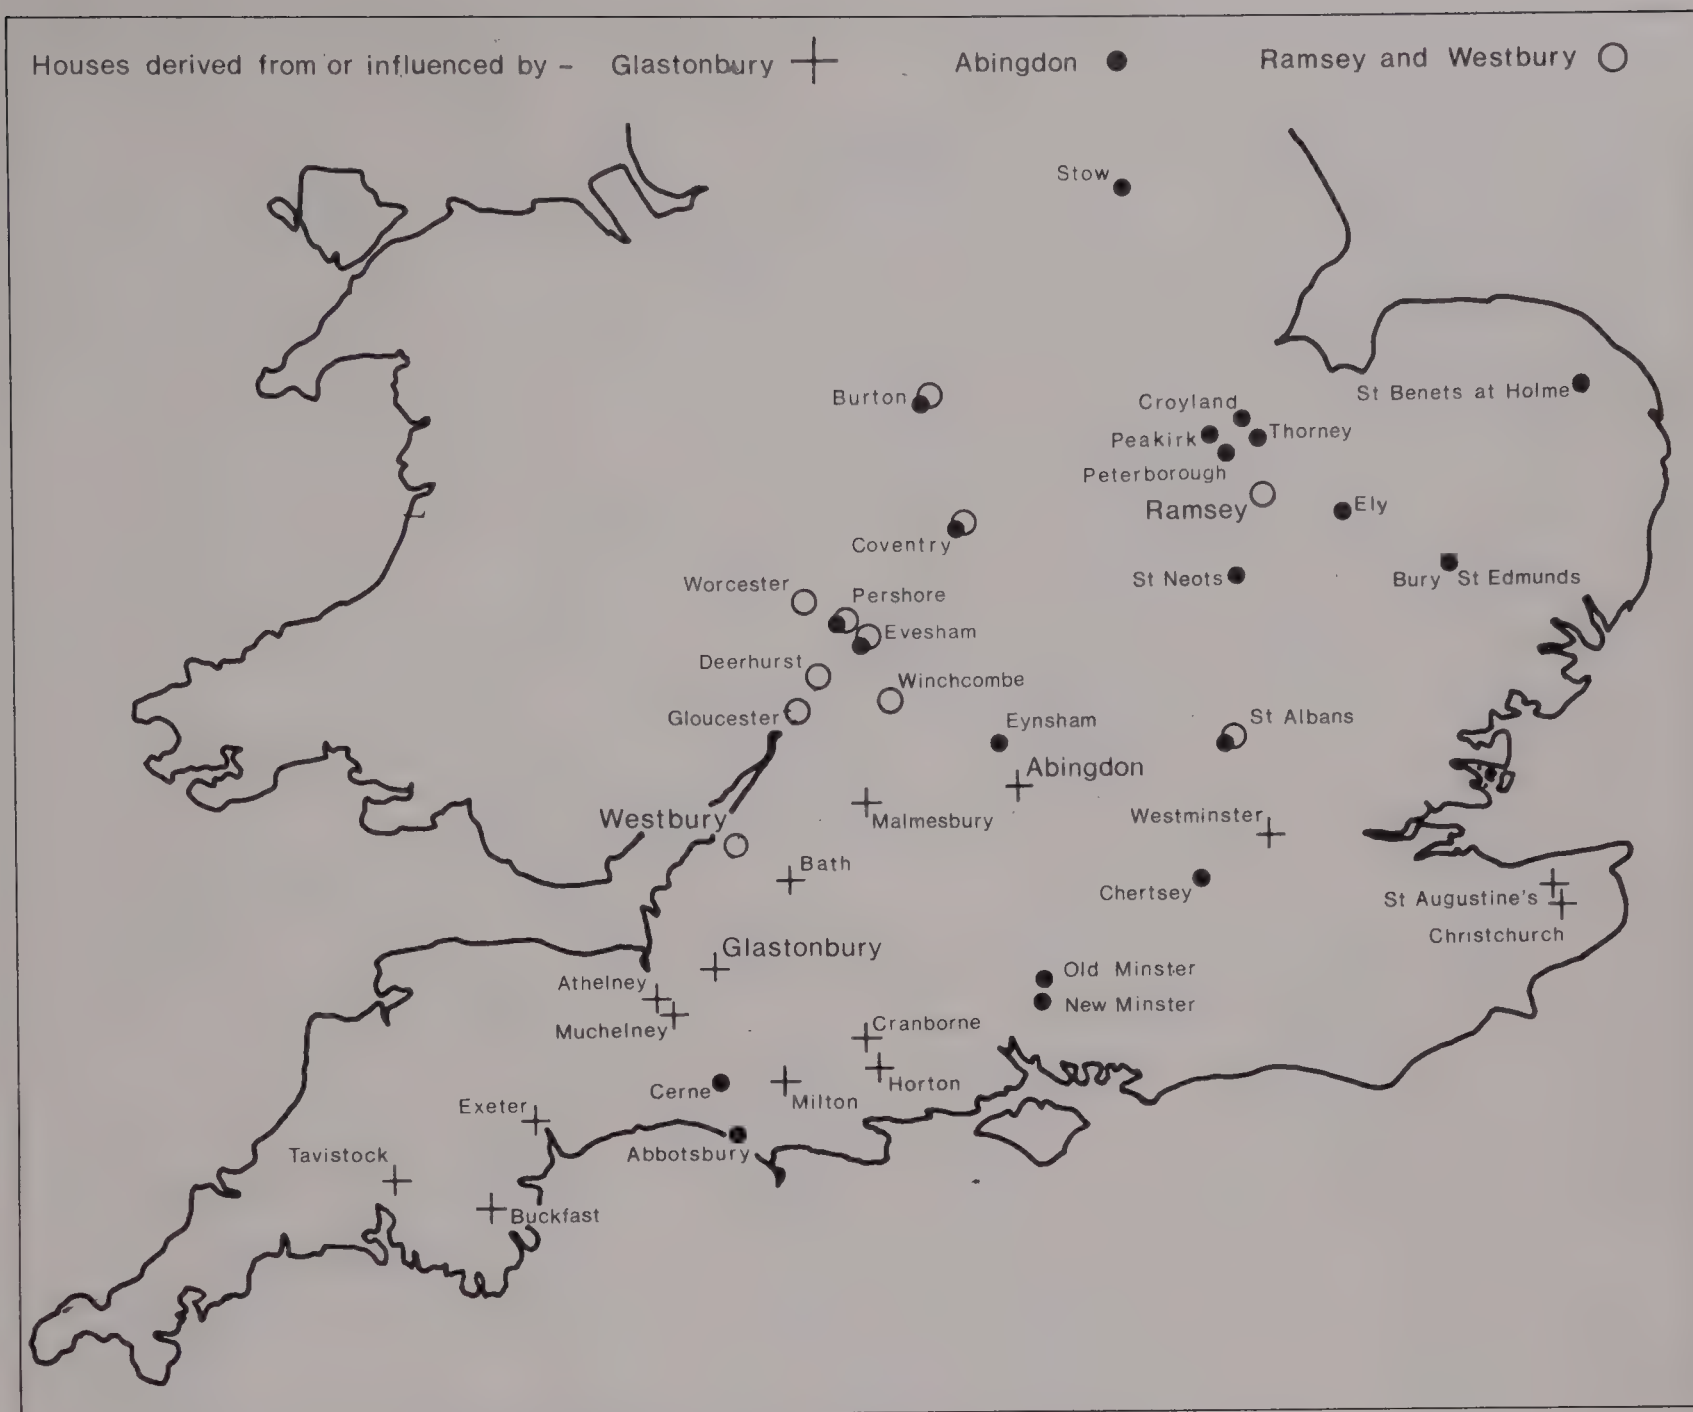 Houses derived from or influenced by – Glastonbury Abingdon Ramsey and Westbury
Stow
Burton
St Benets at Holme
Croyland
Peakirk
Thorney
Peterborough
Ramsey
Ely
Coventry
St Neots
Bury St Edmunds
Worcester
Pershore
Evesham
Deerhurst
Winchcombe
Gloucester
Eynsham
St Albans
Abingdon
Westbury
Malmesbury
Westminster
Bath
Chertsey
St Augustine's
Christchurch
Glastonbury
Old Minster
Athelney
New Minster
Muchelney
Cranborne
Cerne
Horton
Milton
Exeter
Tavistock
Abbotsbury
Buckfast